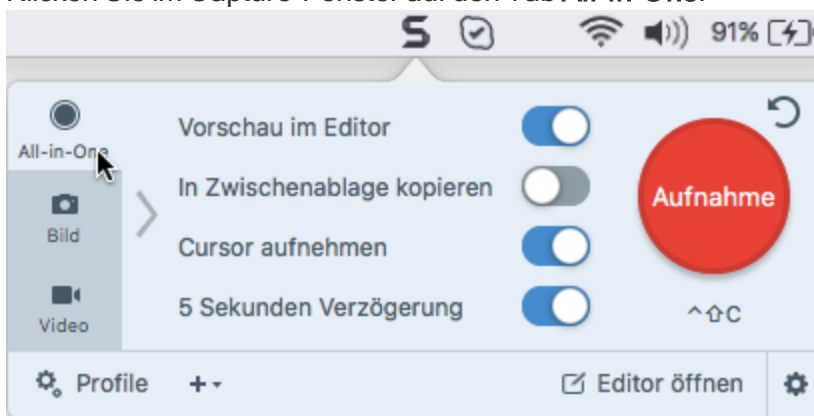 Klicken Sie im Capture-Fenster auf den Tab All-in-One.
91%
All-in-One
Bild
Video
Vorschau im Editor
In Zwischenablage kopieren
Cursor aufnehmen
5 Sekunden Verzögerung
Aufnahme
^⇧C
Profile
+
Editor öffnen